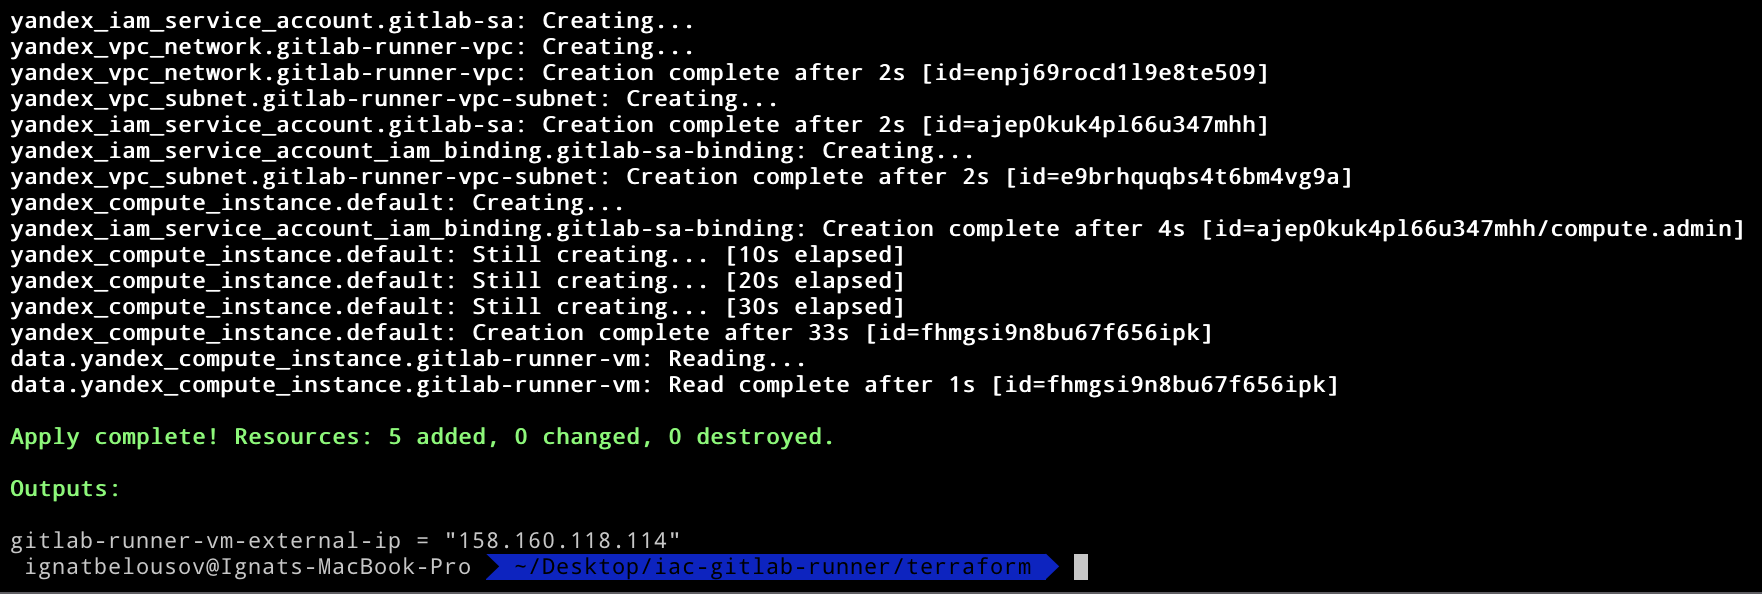 yandex_iam_service_account.gitlab-sa: Creating...
yandex_vpc_network.gitlab-runner-vpc: Creating...
yandex_vpc_network.gitlab-runner-vpc: Creation complete after 2s [id=enpj69rocd1l9e8te509]
yandex_vpc_subnet.gitlab-runner-vpc-subnet: Creating...
yandex_iam_service_account.gitlab-sa: Creation complete after 2s [id=ajep0kuk4pl66u347mhh]
yandex_iam_service_account_iam_binding.gitlab-sa-binding: Creating...
yandex_vpc_subnet.gitlab-runner-vpc-subnet: Creation complete after 2s [id=e9brhquqbs4t6bm4vg9a]
yandex_compute_instance.default: Creating...
yandex_iam_service_account_iam_binding.gitlab-sa-binding: Creation complete after 4s [id=ajep0kuk4pl66u347mhh/compute.admin]
yandex_compute_instance.default: Still creating... [10s elapsed]
yandex_compute_instance.default: Still creating... [20s elapsed]
yandex_compute_instance.default: Still creating... [30s elapsed]
yandex_compute_instance.default: Creation complete after 33s [id=fhmgsi9n8bu67f656ipk]
data.yandex_compute_instance.gitlab-runner-vm: Reading...
data.yandex_compute_instance.gitlab-runner-vm: Read complete after 1s [id=fhmgsi9n8bu67f656ipk]
Apply complete! Resources: 5 added, 0 changed, 0 destroyed.
Outputs:
gitlab-runner-vm-external-ip = "158.160.118.114"
ignatbelousov@Ignats-MacBook-Pro ~/Desktop/iac-gitlab-runner/terraform